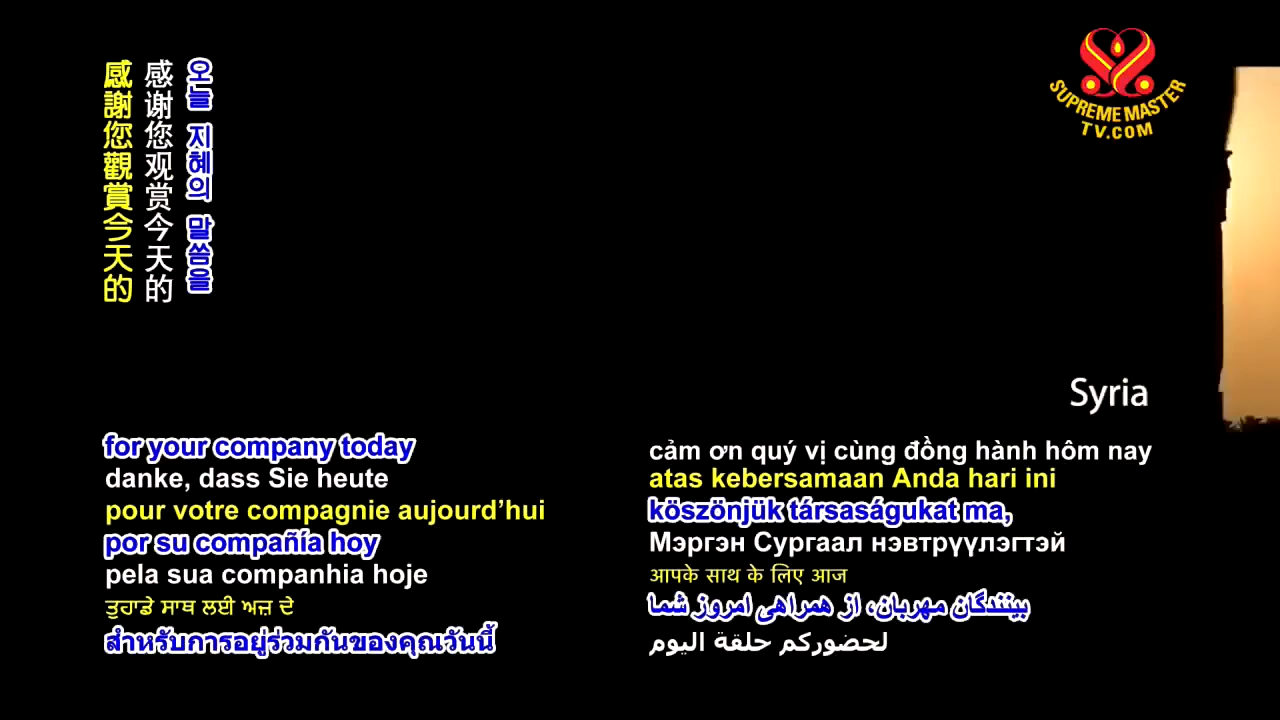 感謝您觀賞今天的
感谢您观赏今天的
오늘 지혜의 말씀을
SUPREME MASTER
TV.COM
Syria
for your company today
danke, dass Sie heute
pour votre compagnie aujourd’hui
por su compañía hoy
pela sua companhia hoje
ਤੁਹਾਡੇ ਸਾਥ ਲਈ ਅਜ਼ ਦੇ
สำหรับการอยู่ร่วมกันของคุณวันนี้
cảm ơn quý vị cùng đồng hành hôm nay
atas kebersamaan Anda hari ini
köszönjük társaságukat ma,
Мэргэн Сургаал нэвтрүүлэгтэй
आपके साथ के लिए आज
بینندگان مهربان، از همراهی امروز شما
لحضوركم حلقة اليوم